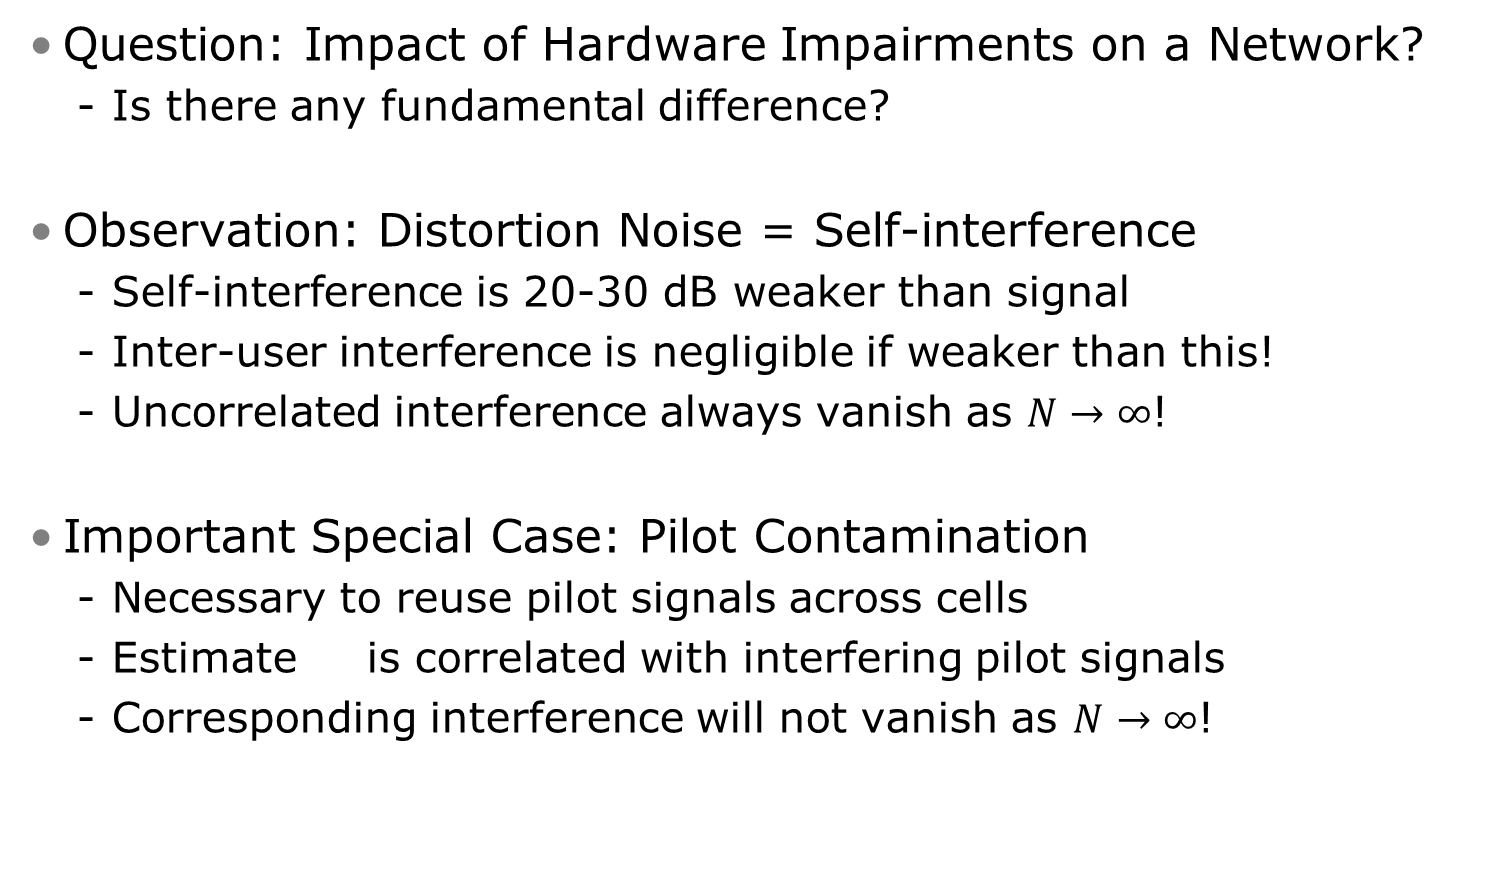 • Question: Impact of Hardware Impairments on a Network?
- Is there any fundamental difference?
• Observation: Distortion Noise = Self-interference
- Self-interference is 20-30 dB weaker than signal
- Inter-user interference is negligible if weaker than this!
- Uncorrelated interference always vanish as N → ∞!
• Important Special Case: Pilot Contamination
- Necessary to reuse pilot signals across cells
- Estimate is correlated with interfering pilot signals
- Corresponding interference will not vanish as N → ∞!